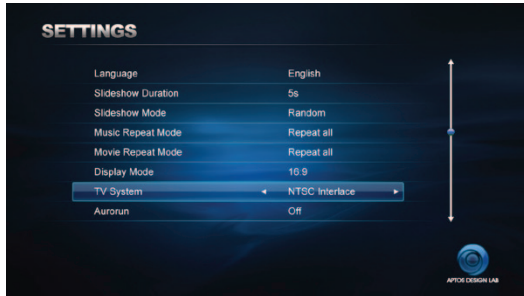 SETTINGS
Language English
Slideshow Duration 5s
Slideshow Mode Random
Music Repeat Mode Repeat all
Movie Repeat Mode Repeat all
Display Mode 16:9
TV System NTSC Interlace
Aurorun Off
APTOS DESIGN LAB